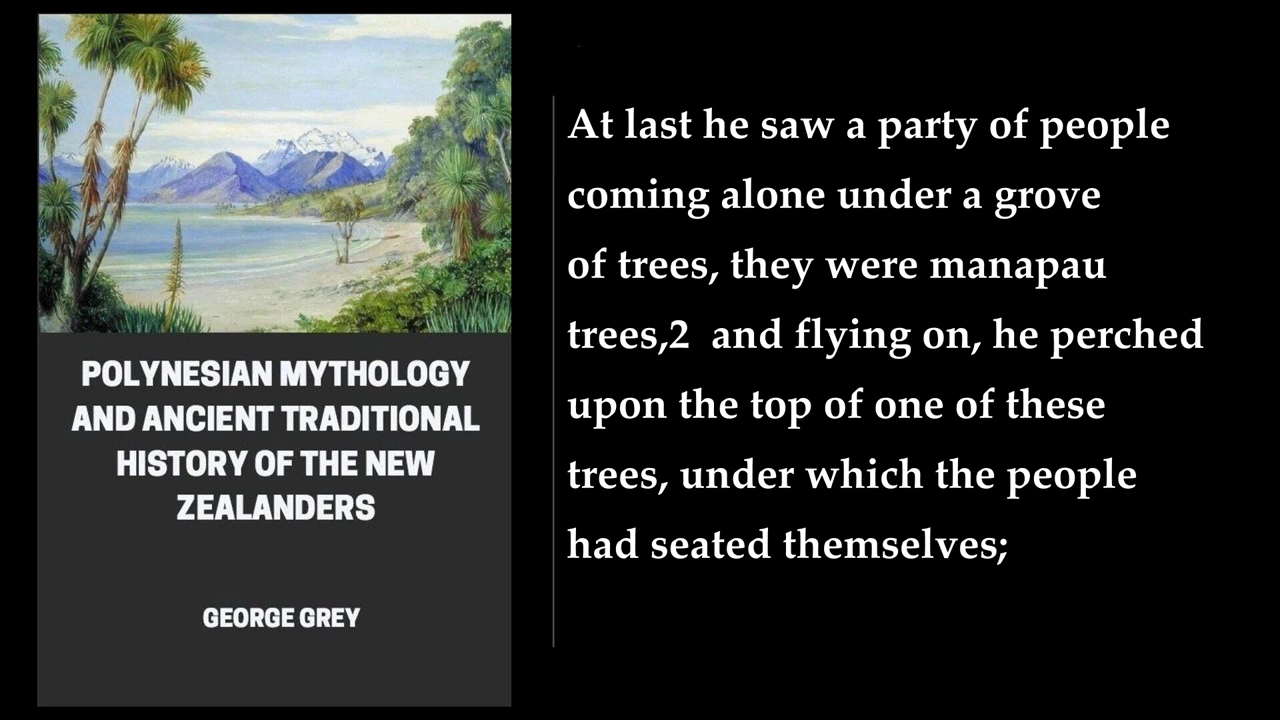 POLYNESIAN MYTHOLOGY
AND ANCIENT TRADITIONAL
HISTORY OF THE NEW
ZEALANDERS
GEORGE GREY
At last he saw a party of people
coming alone under a grove
of trees, they were manapau
trees,2  and flying on, he perched
upon the top of one of these
trees, under which the people
had seated themselves;